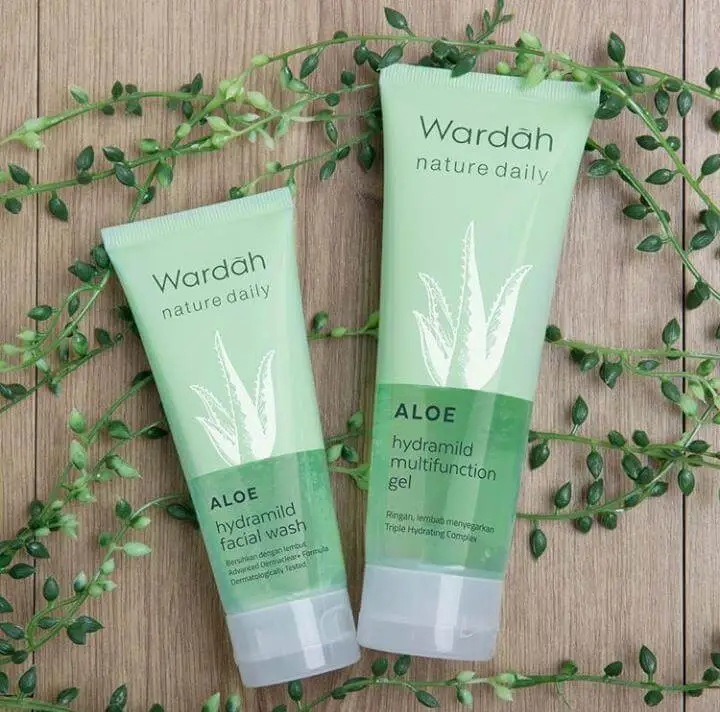 Wardah
nature daily
ALOE
hydramild
facial wash
Bersihkan dengan lembut
Advanced Dermaclear+ Formula
Dermatologically Tested
Wardah
nature daily
ALOE
hydramild
multifunction
gel
Ringan, lembab menyegarkan
Triple Hydrating Complex